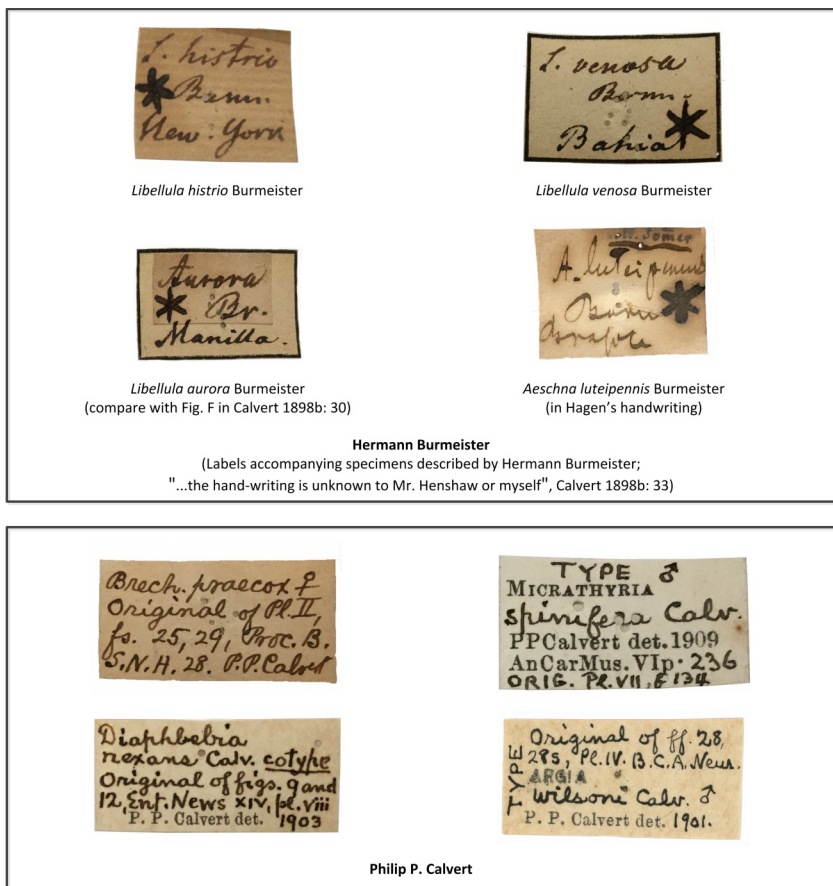 L. histrio
Burm.
New. York
Libellula histrio Burmeister
L. venosa
Burm.
Bahia
Libellula venosa Burmeister
Aurora
Br.
Manilla.
Libellula aurora Burmeister
(compare with Fig. F in Calvert 1898b: 30)
Somer
A. luteipennis
Burm
Aeschna luteipennis Burmeister
(in Hagen's handwriting)
Hermann Burmeister
(Labels accompanying specimens described by Hermann Burmeister;
"...the hand-writing is unknown to Mr. Henshaw or myself", Calvert 1898b: 33)
Brech. praecox ♀
Original of Pl. II,
fs. 25, 29, Proc. B.
S.N.H. 28. P.P. Calvert
TYPE ♂
MICRATHYRIA
spinifera Calv.
PPCalvert det. 1909
AnCarMus. VIp. 236
ORIG. Pl. VII, f 134
Diaphlebia
nexans Calv. cotype
Original of figs. 9 and
12, Ent. News XIV, pl. viii
P. P. Calvert det. 1903
TYPE
Original of ff. 28,
28s, Pl. IV. B.C.A. Neur.
ARGIA
wilsoni Calv. ♂
P. P. Calvert det. 1901.
Philip P. Calvert